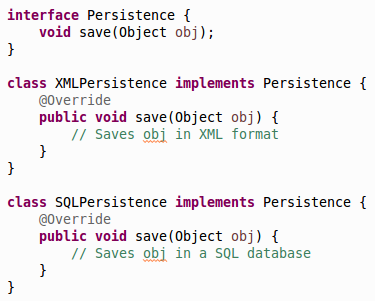 interface Persistence {
    void save(Object obj);
}

class XMLPersistence implements Persistence {
    @Override
    public void save(Object obj) {
        // Saves obj in XML format
    }
}

class SQLPersistence implements Persistence {
    @Override
    public void save(Object obj) {
        // Saves obj in a SQL database
    }
}